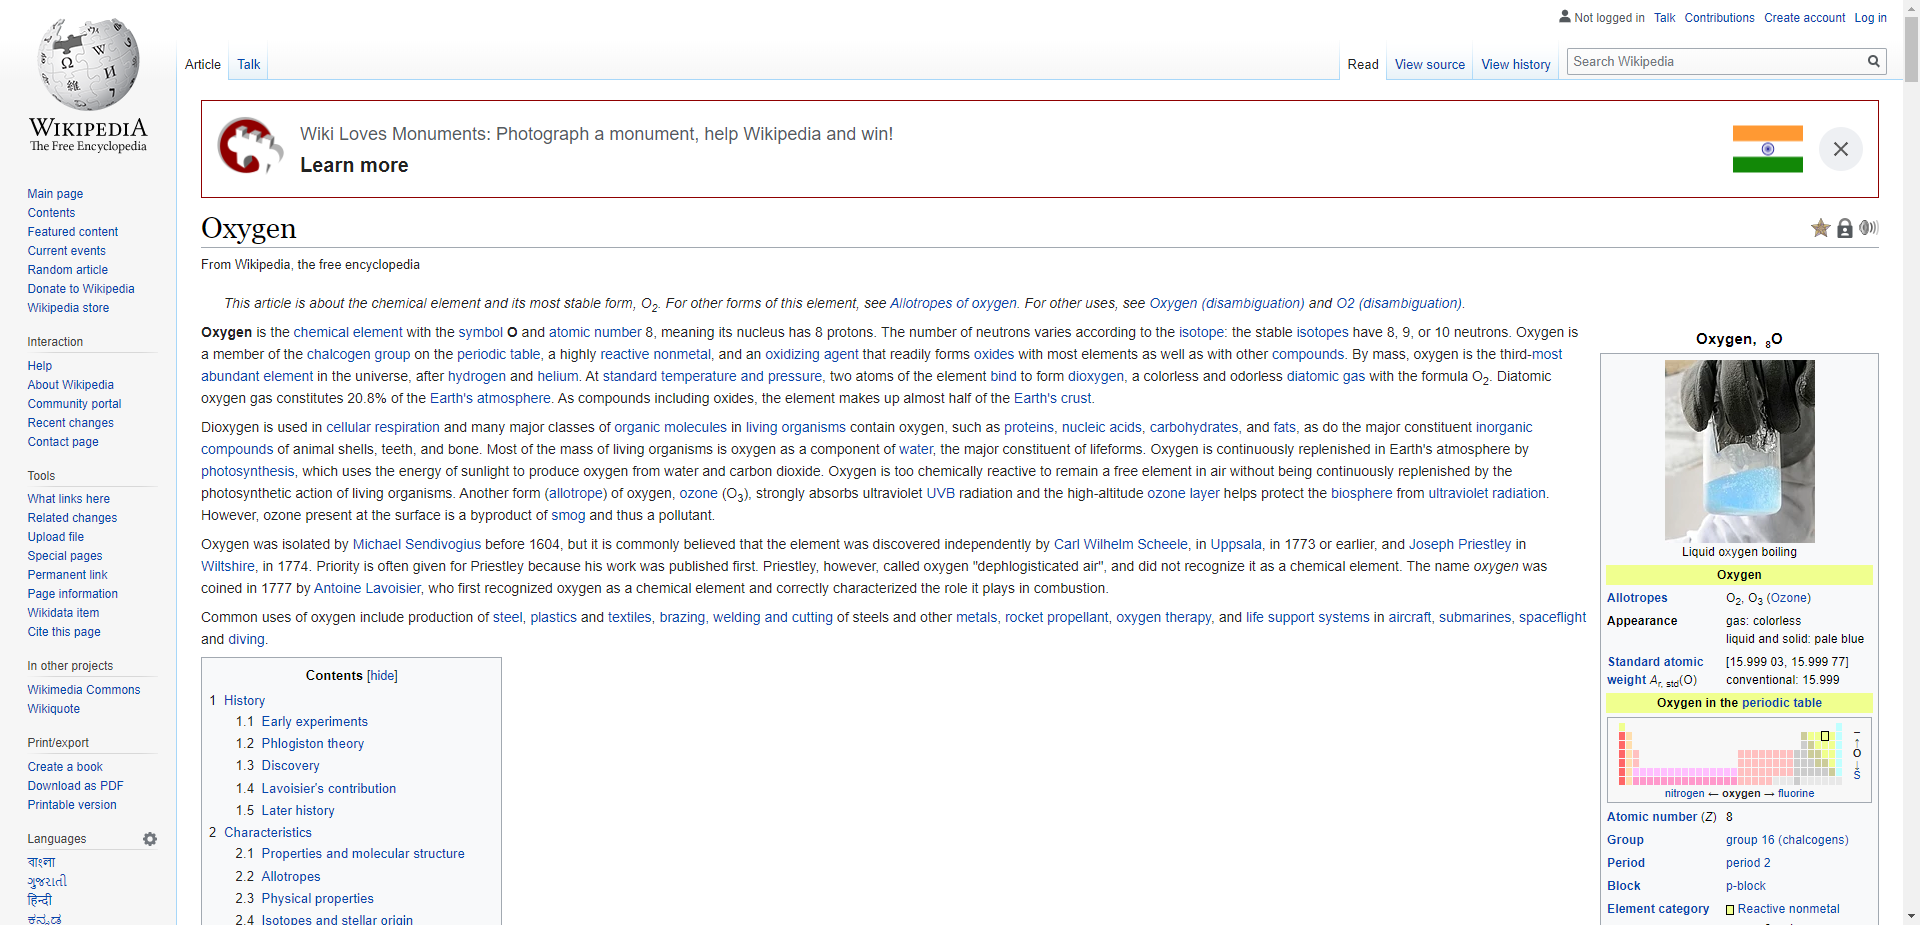 WIKIPEDIA
The Free Encyclopedia
Not logged in Talk Contributions Create account Log in
Article Talk
Read View source View history Search Wikipedia
Main page
Contents
Featured content
Current events
Random article
Donate to Wikipedia
Wikipedia store
Interaction
Help
About Wikipedia
Community portal
Recent changes
Contact page
Tools
What links here
Related changes
Upload file
Special pages
Permanent link
Page information
Wikidata item
Cite this page
In other projects
Wikimedia Commons
Wikiquote
Print/export
Create a book
Download as PDF
Printable version
Languages
বাংলা
ગુજરાતી
हिन्दी
ಕನ್ನಡ
Wiki Loves Monuments: Photograph a monument, help Wikipedia and win!
Learn more
Oxygen
From Wikipedia, the free encyclopedia
This article is about the chemical element and its most stable form, O2. For other forms of this element, see Allotropes of oxygen. For other uses, see Oxygen (disambiguation) and O2 (disambiguation).
Oxygen is the chemical element with the symbol O and atomic number 8, meaning its nucleus has 8 protons. The number of neutrons varies according to the isotope: the stable isotopes have 8, 9, or 10 neutrons. Oxygen is
a member of the chalcogen group on the periodic table, a highly reactive nonmetal, and an oxidizing agent that readily forms oxides with most elements as well as with other compounds. By mass, oxygen is the third-most
abundant element in the universe, after hydrogen and helium. At standard temperature and pressure, two atoms of the element bind to form dioxygen, a colorless and odorless diatomic gas with the formula O2. Diatomic
oxygen gas constitutes 20.8% of the Earth's atmosphere. As compounds including oxides, the element makes up almost half of the Earth's crust.
Dioxygen is used in cellular respiration and many major classes of organic molecules in living organisms contain oxygen, such as proteins, nucleic acids, carbohydrates, and fats, as do the major constituent inorganic
compounds of animal shells, teeth, and bone. Most of the mass of living organisms is oxygen as a component of water, the major constituent of lifeforms. Oxygen is continuously replenished in Earth's atmosphere by
photosynthesis, which uses the energy of sunlight to produce oxygen from water and carbon dioxide. Oxygen is too chemically reactive to remain a free element in air without being continuously replenished by the
photosynthetic action of living organisms. Another form (allotrope) of oxygen, ozone (O3), strongly absorbs ultraviolet UVB radiation and the high-altitude ozone layer helps protect the biosphere from ultraviolet radiation.
However, ozone present at the surface is a byproduct of smog and thus a pollutant.
Oxygen was isolated by Michael Sendivogius before 1604, but it is commonly believed that the element was discovered independently by Carl Wilhelm Scheele, in Uppsala, in 1773 or earlier, and Joseph Priestley in
Wiltshire, in 1774. Priority is often given for Priestley because his work was published first. Priestley, however, called oxygen "dephlogisticated air", and did not recognize it as a chemical element. The name oxygen was
coined in 1777 by Antoine Lavoisier, who first recognized oxygen as a chemical element and correctly characterized the role it plays in combustion.
Common uses of oxygen include production of steel, plastics and textiles, brazing, welding and cutting of steels and other metals, rocket propellant, oxygen therapy, and life support systems in aircraft, submarines, spaceflight
and diving.
Contents [hide]
1 History
1.1 Early experiments
1.2 Phlogiston theory
1.3 Discovery
1.4 Lavoisier's contribution
1.5 Later history
2 Characteristics
2.1 Properties and molecular structure
2.2 Allotropes
2.3 Physical properties
2.4 Isotopes and stellar origin
Oxygen, 8O
Liquid oxygen boiling
Oxygen
Allotropes O2, O3 (Ozone)
Appearance gas: colorless
liquid and solid: pale blue
Standard atomic [15.999 03, 15.999 77]
weight Ar, std(O) conventional: 15.999
Oxygen in the periodic table
–
↑
O
↓
S
nitrogen ← oxygen → fluorine
Atomic number (Z) 8
Group group 16 (chalcogens)
Period period 2
Block p-block
Element category Reactive nonmetal